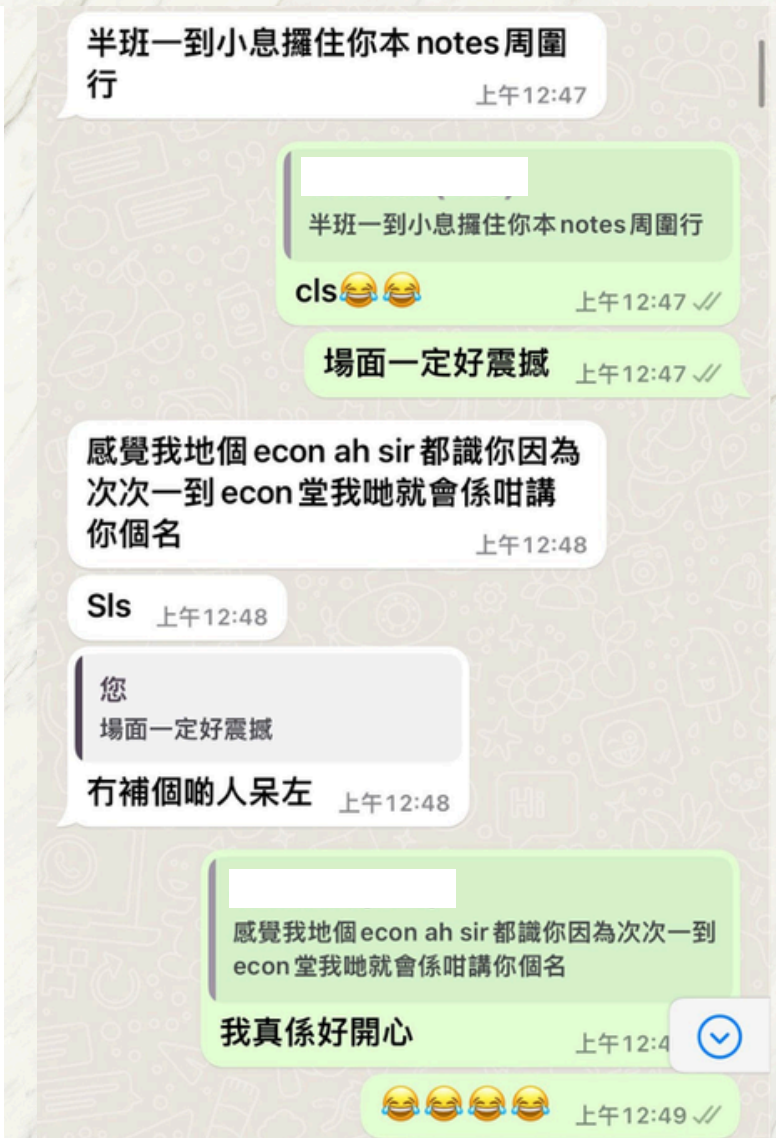 半班一到小息攞住你本notes周圍
行
上午12:47
半班一到小息攞住你本notes周圍行
cls😂😂
上午12:47
場面一定好震撼 上午12:47
感覺我地個econ ah sir都識你因為
次次一到econ堂我哋就會係咁講
你個名
上午12:48
Sls 上午12:48
您
場面一定好震撼
冇補個啲人呆左 上午12:48
感覺我地個econ ah sir都識你因為次次一到
econ堂我哋就會係咁講你個名
我真係好開心 上午12:4
😂😂😂😂 上午12:49